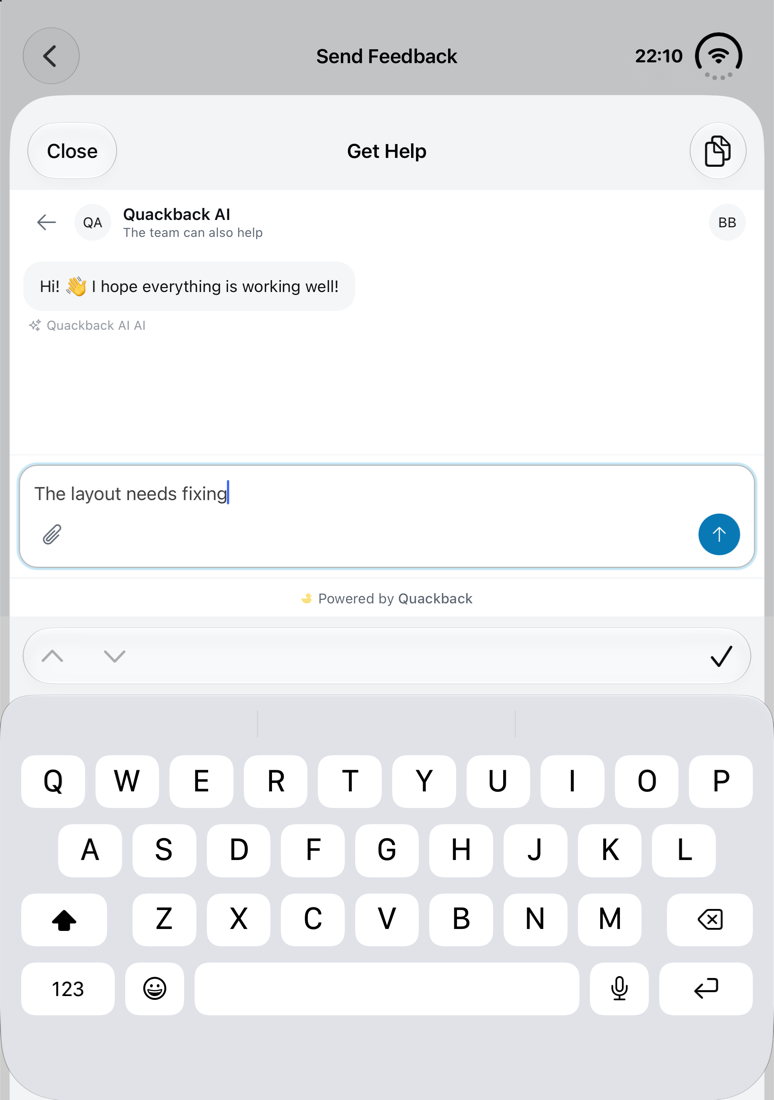 Send Feedback
22:10
Close
Get Help
QA
Quackback AI
The team can also help
BB
Hi! 👋 I hope everything is working well!
Quackback AI AI
The layout needs fixing
Powered by Quackback
Q W E R T Y U I O P
A S D F G H J K L
Z X C V B N M
123